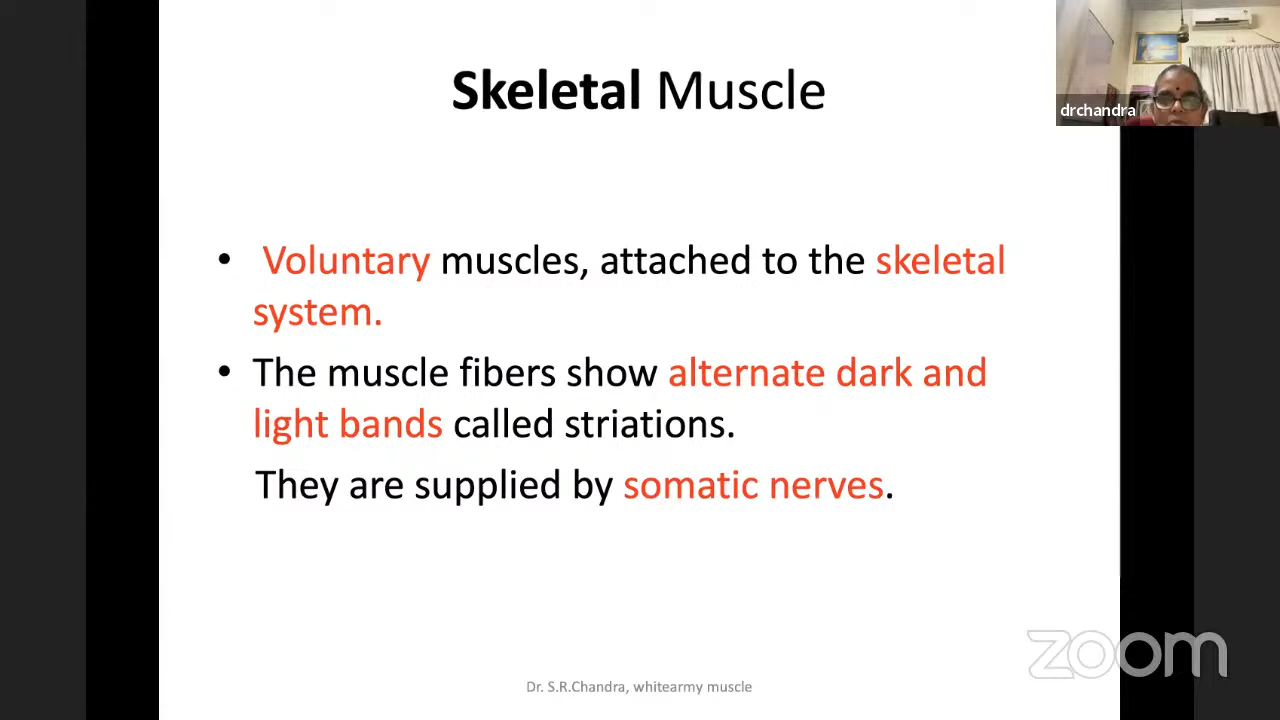 Skeletal Muscle
drchandra
• Voluntary muscles, attached to the skeletal
system.
• The muscle fibers show alternate dark and
light bands called striations.
They are supplied by somatic nerves.
zoom
Dr. S.R.Chandra, whitearmy muscle